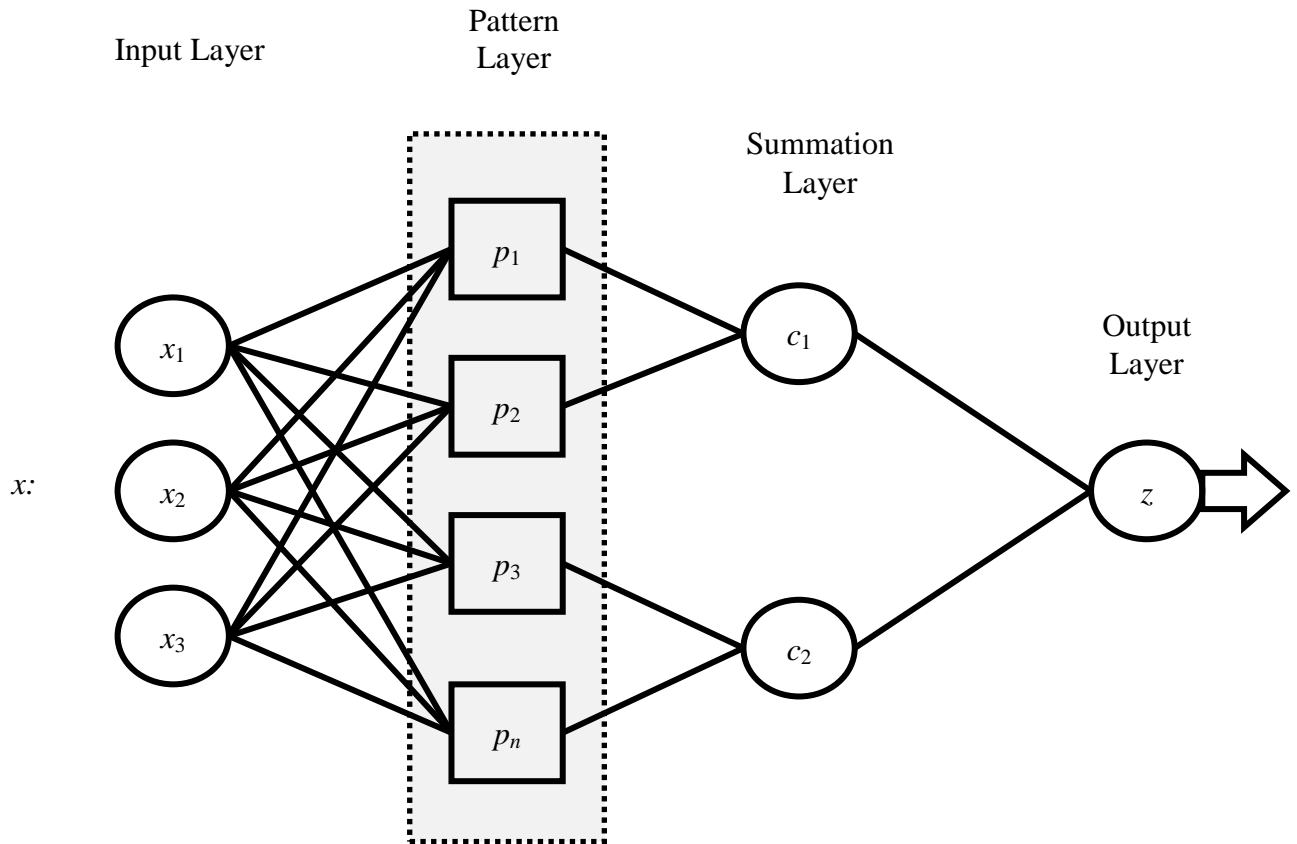 Input Layer
Pattern
Layer
Summation
Layer
Output
Layer
x:
x₁
x₂
x₃
p₁
p₂
p₃
pₙ
c₁
c₂
z